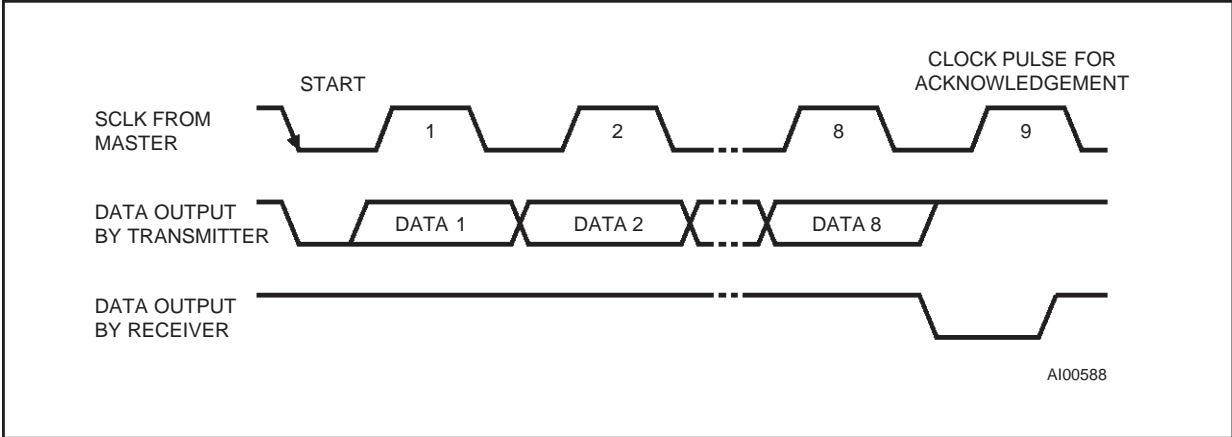 START
CLOCK PULSE FOR
ACKNOWLEDGEMENT
SCLK FROM
MASTER
1
2
8
9
DATA OUTPUT
BY TRANSMITTER
DATA 1
DATA 2
DATA 8
DATA OUTPUT
BY RECEIVER
AI00588